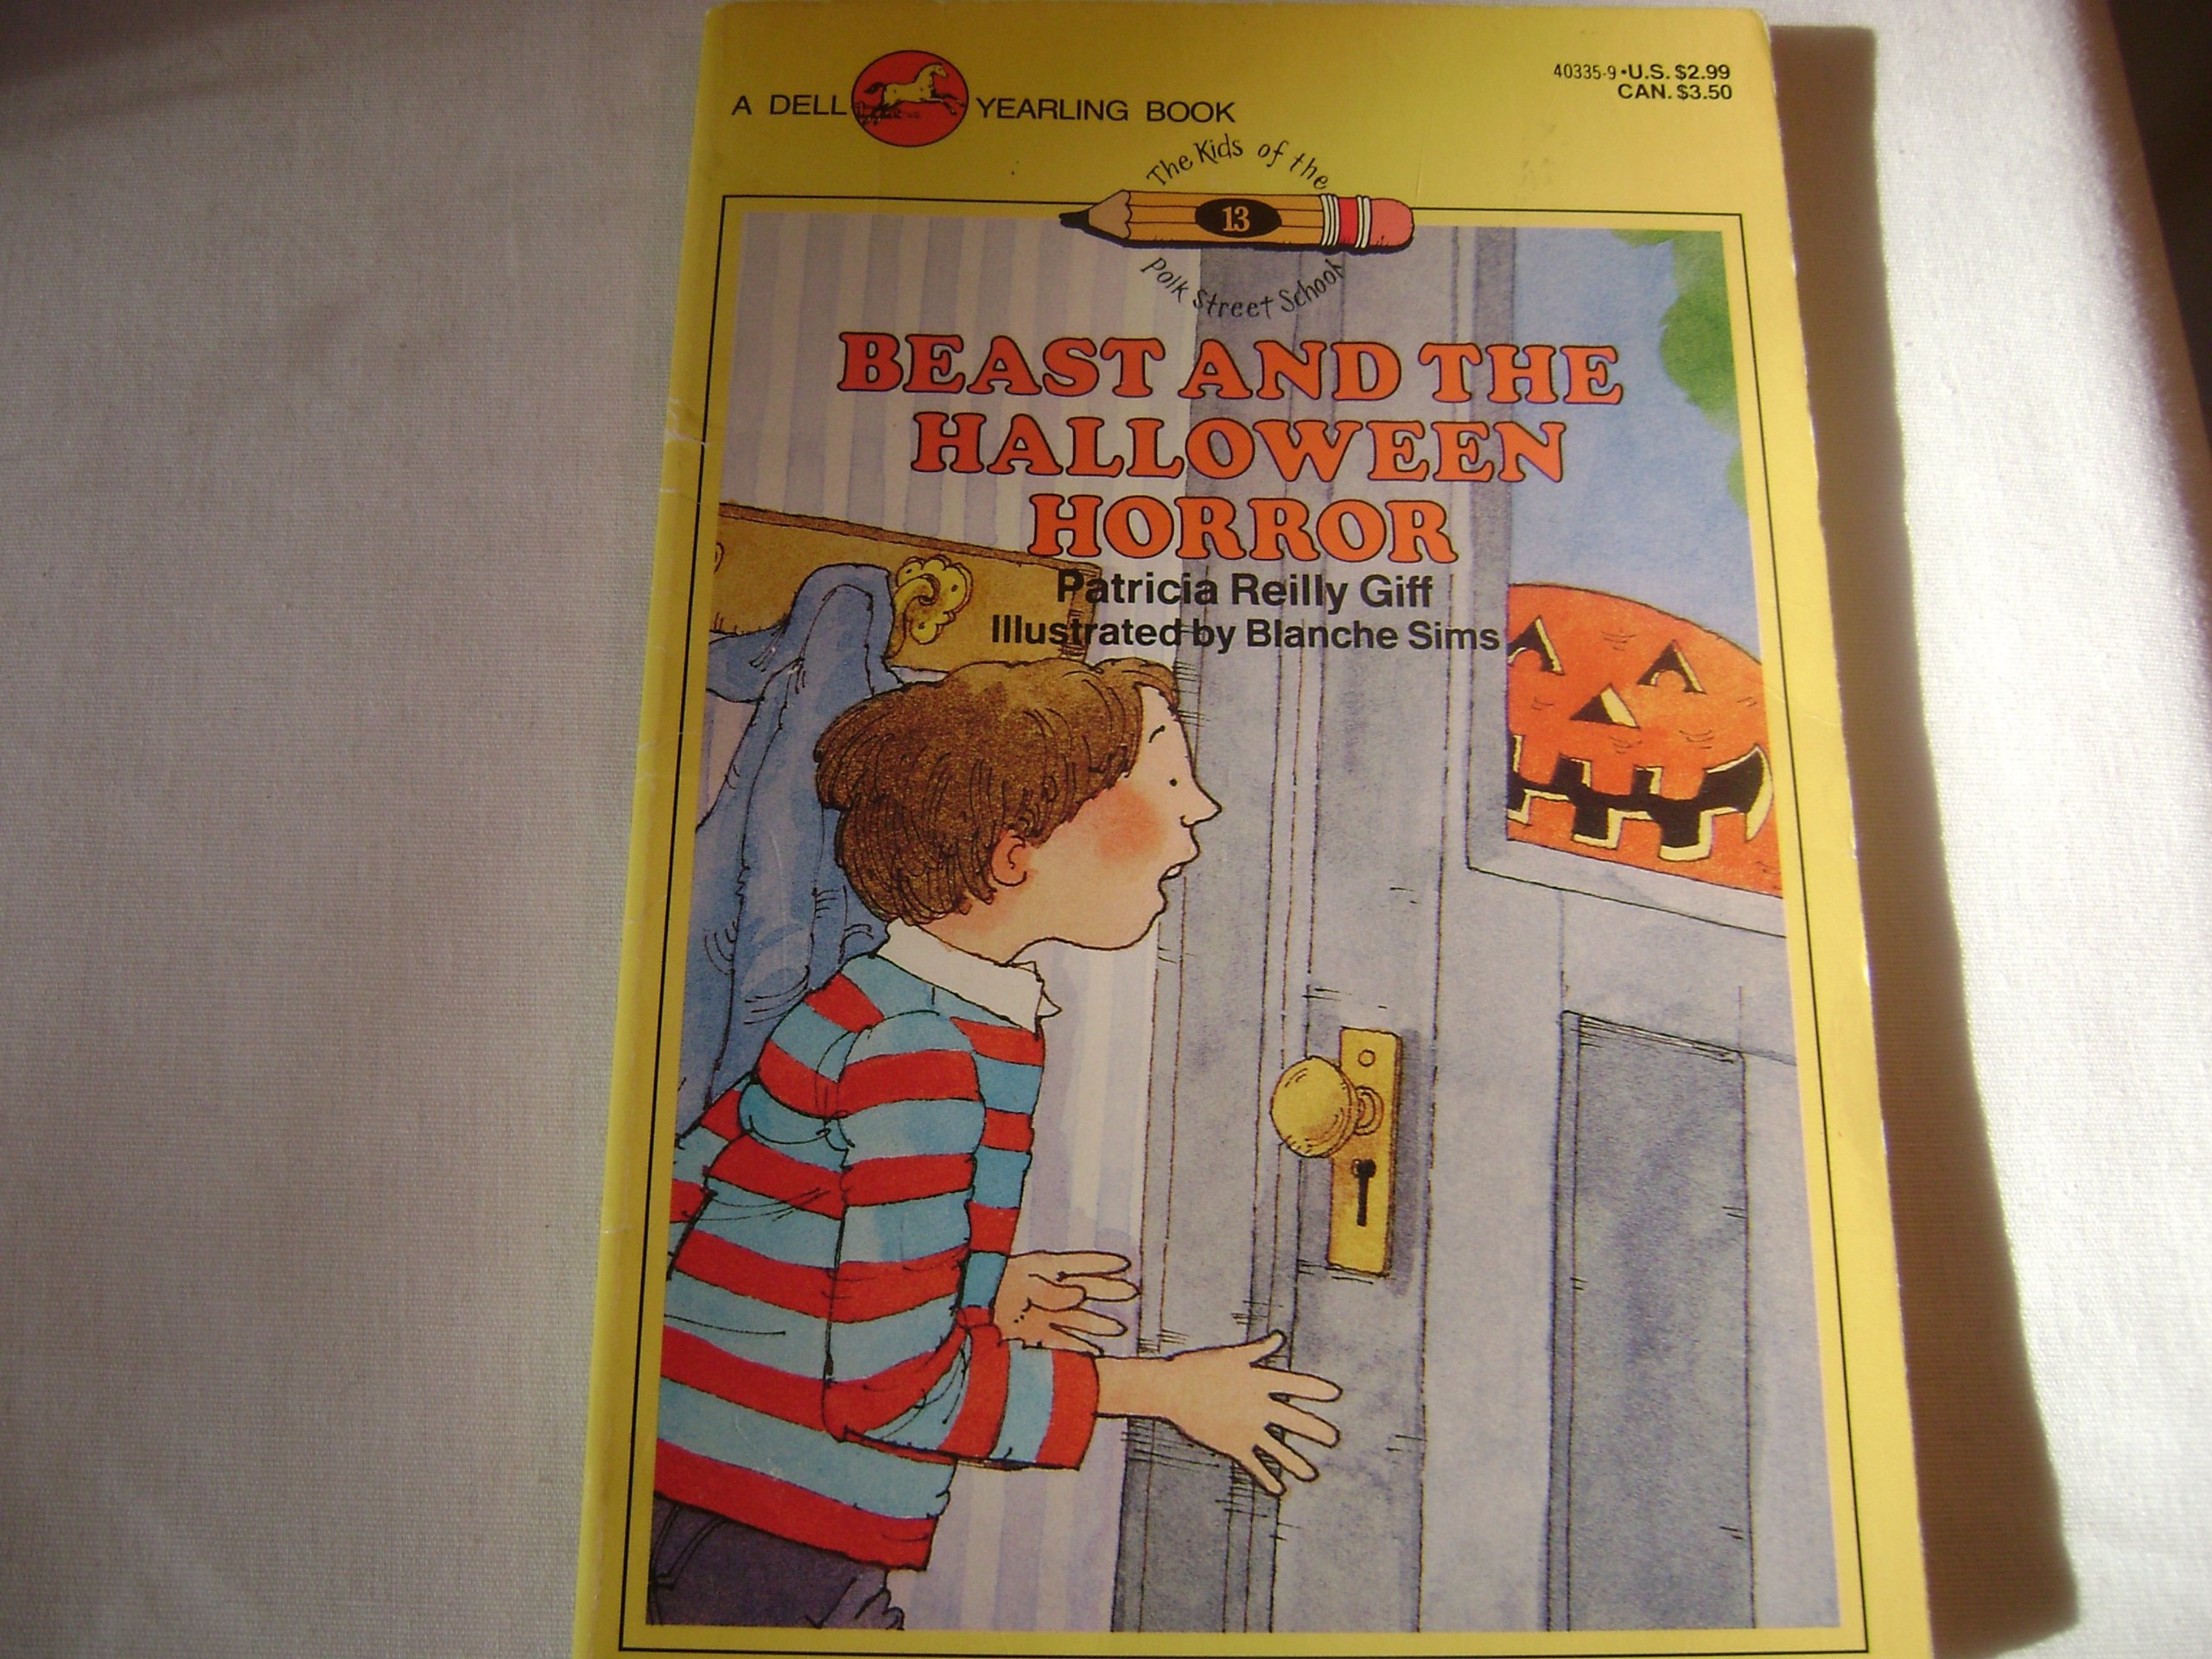 A DELL YEARLING BOOK
40335-9 • U.S. $2.99
CAN. $3.50
The Kids of the
13
Polk Street School
BEAST AND THE
HALLOWEEN
HORROR
Patricia Reilly Giff
Illustrated by Blanche Sims